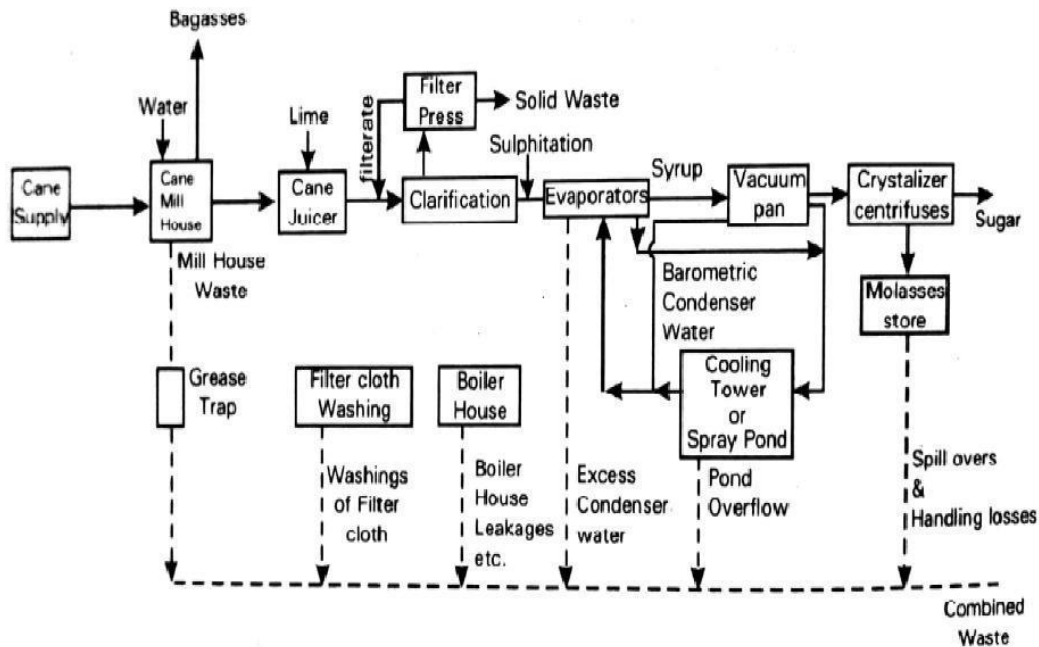 Bagasses
Water
Lime
filterate
Filter
Press
Solid Waste
Sulphitation
Cane
Supply
Cane
Mill
House
Cane
Juicer
Clarification
Evaporators
Syrup
Vacuum
pan
Crystalizer
centrifuses
Sugar
Mill House
Waste
Barometric
Condenser
Water
Molasses
store
Grease
Trap
Filter cloth
Washing
Boiler
House
Cooling
Tower
or
Spray Pond
Washings
of Filter
cloth
Boiler
House
Leakages
etc.
Excess
Condenser
water
Pond
Overflow
Spill overs
&
Handling losses
Combined
Waste